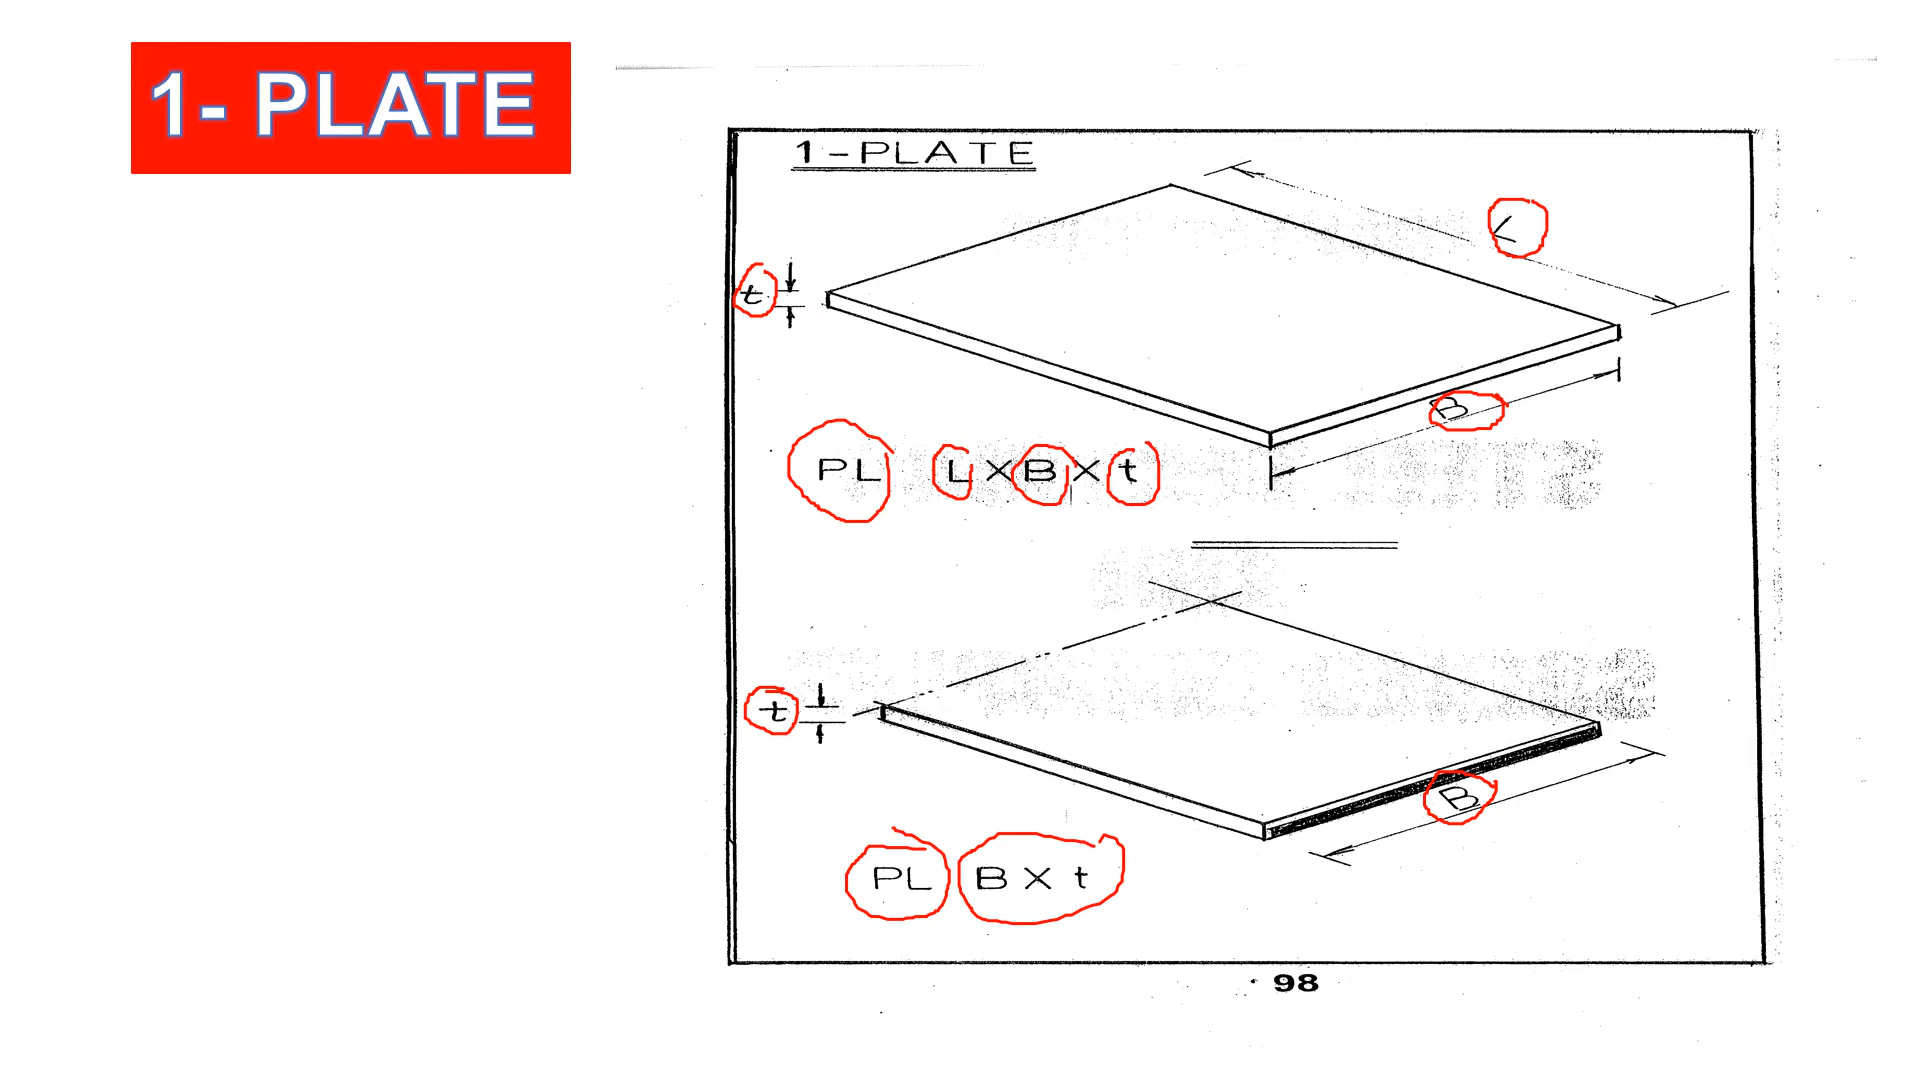 1- PLATE
1-PLATE
L
t
B
PL L X B X t
t
B
PL B X t
98